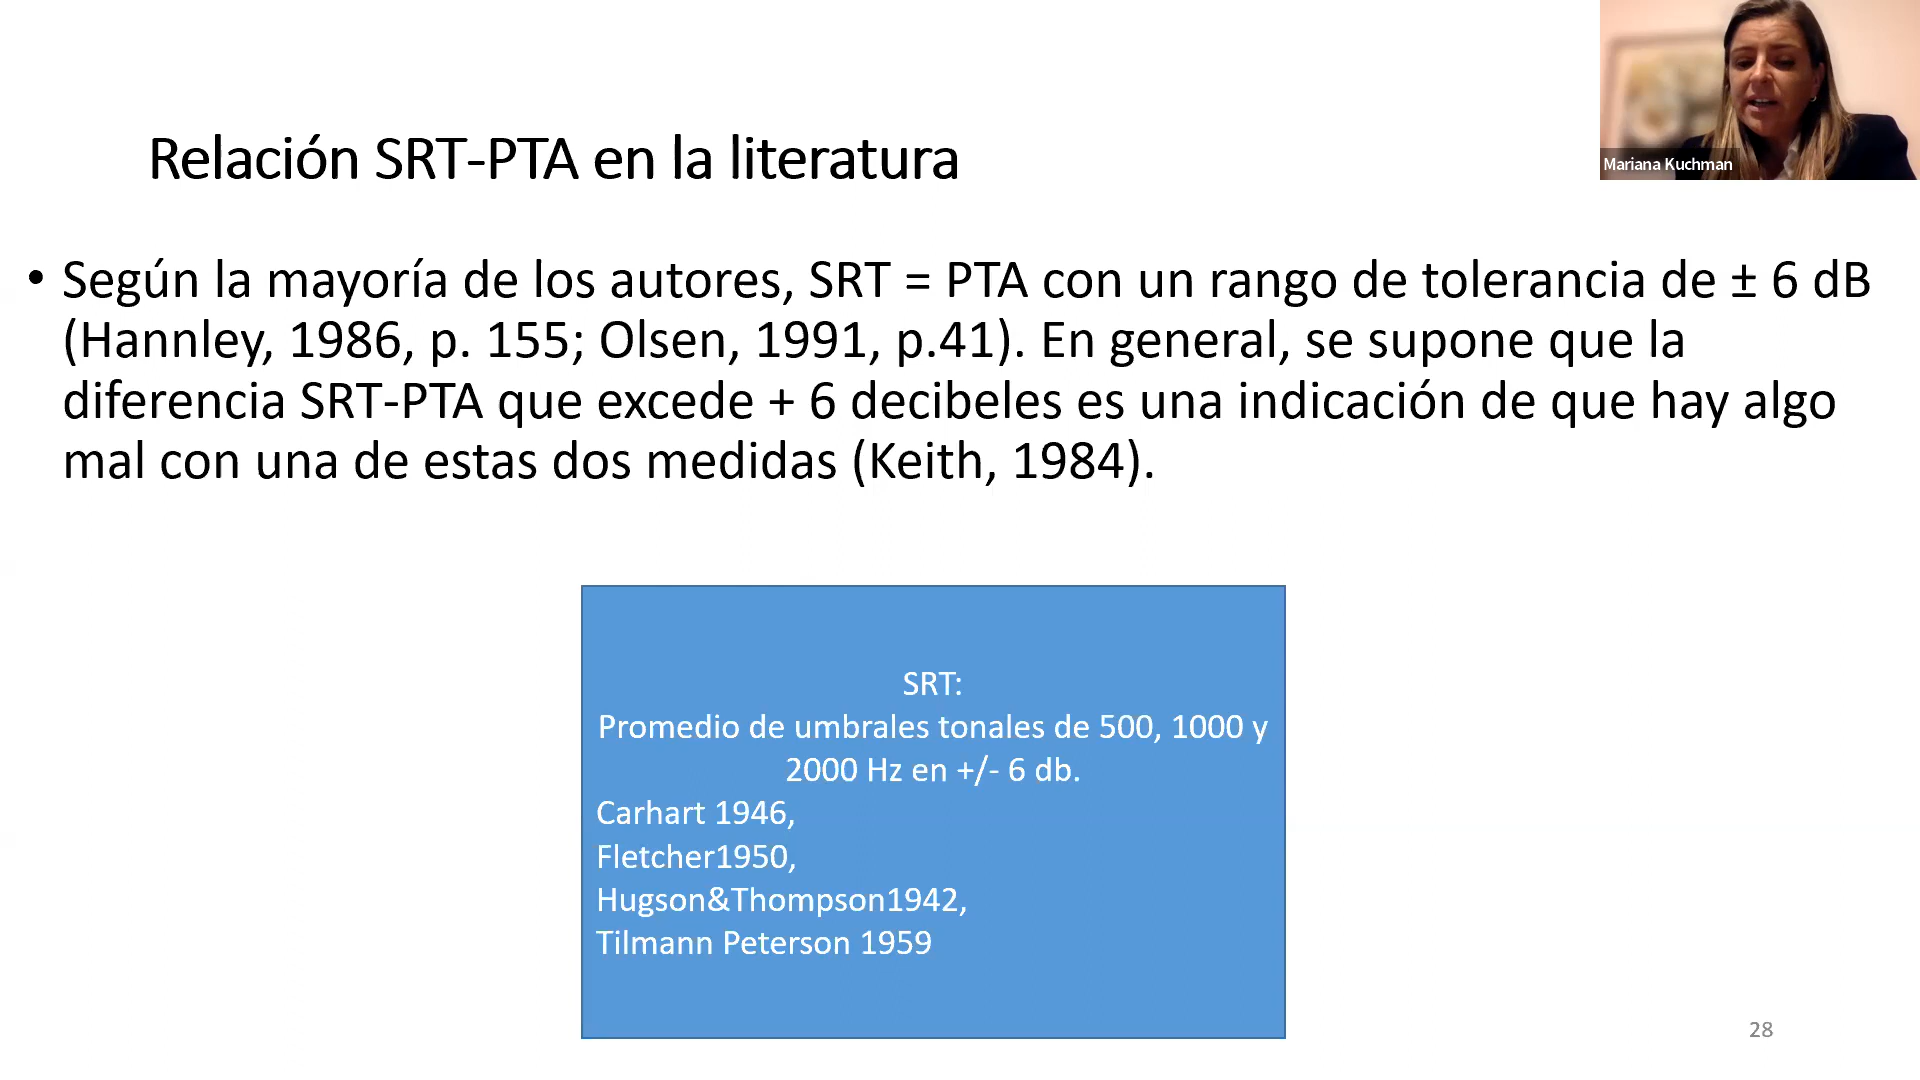 Mariana Kuchman
Relación SRT-PTA en la literatura
• Según la mayoría de los autores, SRT = PTA con un rango de tolerancia de ± 6 dB
(Hannley, 1986, p. 155; Olsen, 1991, p.41). En general, se supone que la
diferencia SRT-PTA que excede + 6 decibeles es una indicación de que hay algo
mal con una de estas dos medidas (Keith, 1984).
SRT:
Promedio de umbrales tonales de 500, 1000 y
2000 Hz en +/- 6 db.
Carhart 1946,
Fletcher1950,
Hugson&Thompson1942,
Tilmann Peterson 1959
28